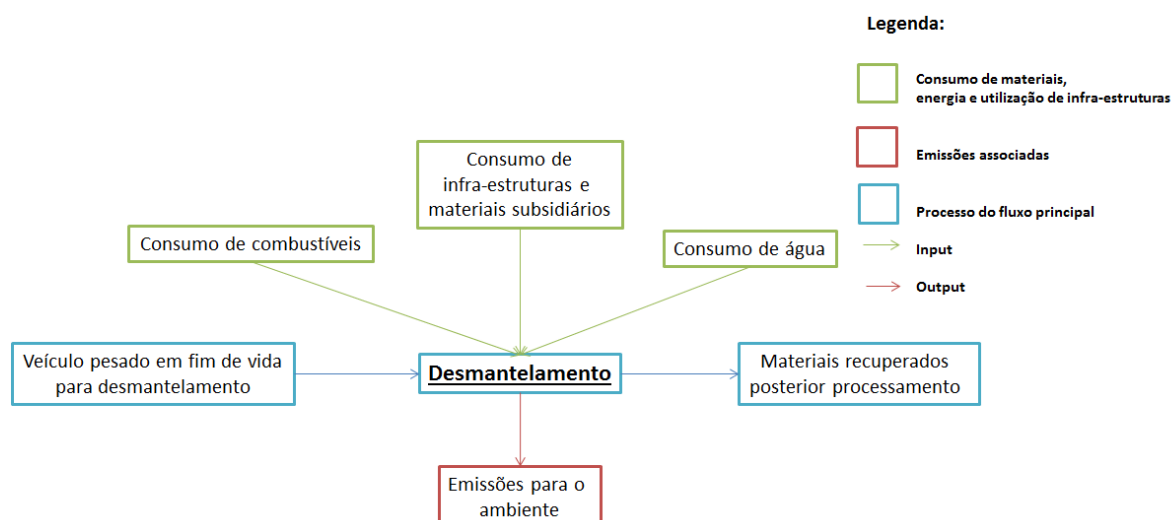 Legenda:
Consumo de materiais,
energia e utilização de infra-estruturas
Emissões associadas
Processo do fluxo principal
Input
Output
Consumo de
infra-estruturas e
materiais subsidiários
Consumo de combustíveis
Consumo de água
Veículo pesado em fim de vida
para desmantelamento
Desmantelamento
Materiais recuperados
posterior processamento
Emissões para o
ambiente